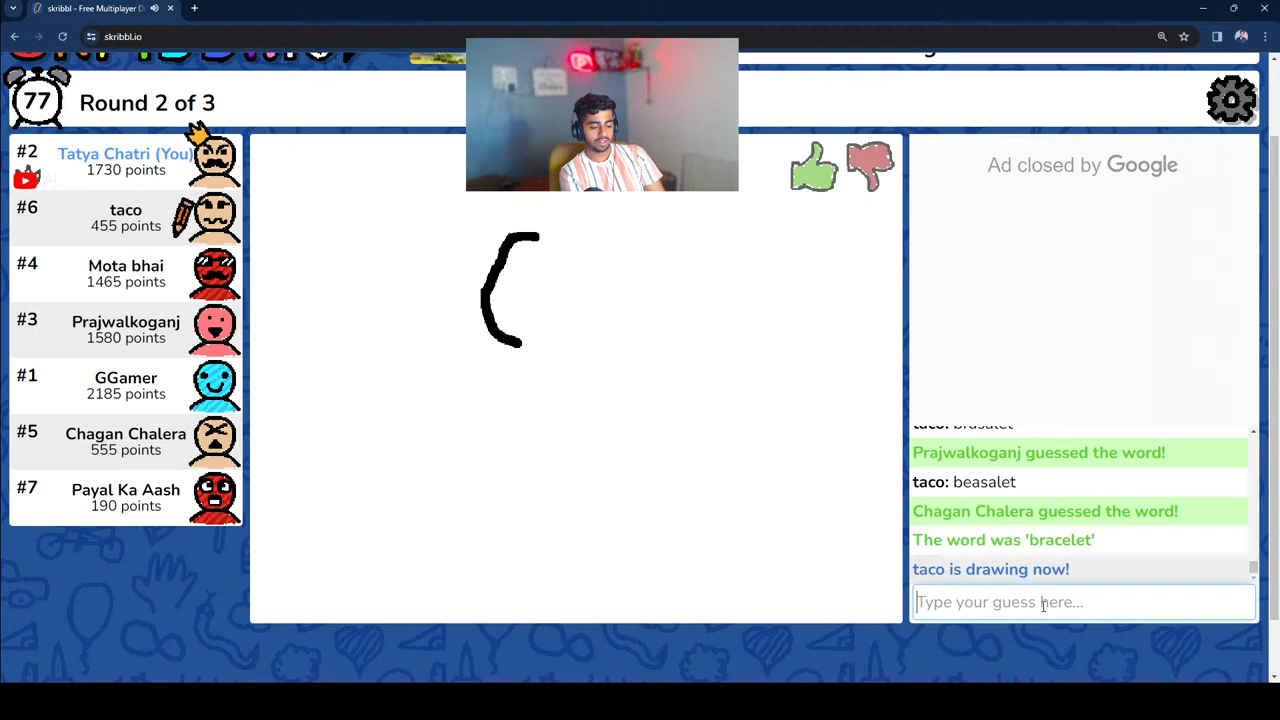 skribbl - Free Multiplayer D
skribbl.io
77
Round 2 of 3
#2
Tatya Chatri (You)
1730 points
#6
taco
455 points
#4
Mota bhai
1465 points
#3
Prajwalkoganj
1580 points
#1
GGamer
2185 points
#5
Chagan Chalera
555 points
#7
Payal Ka Aash
190 points
Ad closed by Google
taco: brasalet
Prajwalkoganj guessed the word!
taco: beasalet
Chagan Chalera guessed the word!
The word was 'bracelet'
taco is drawing now!
Type your guess here...